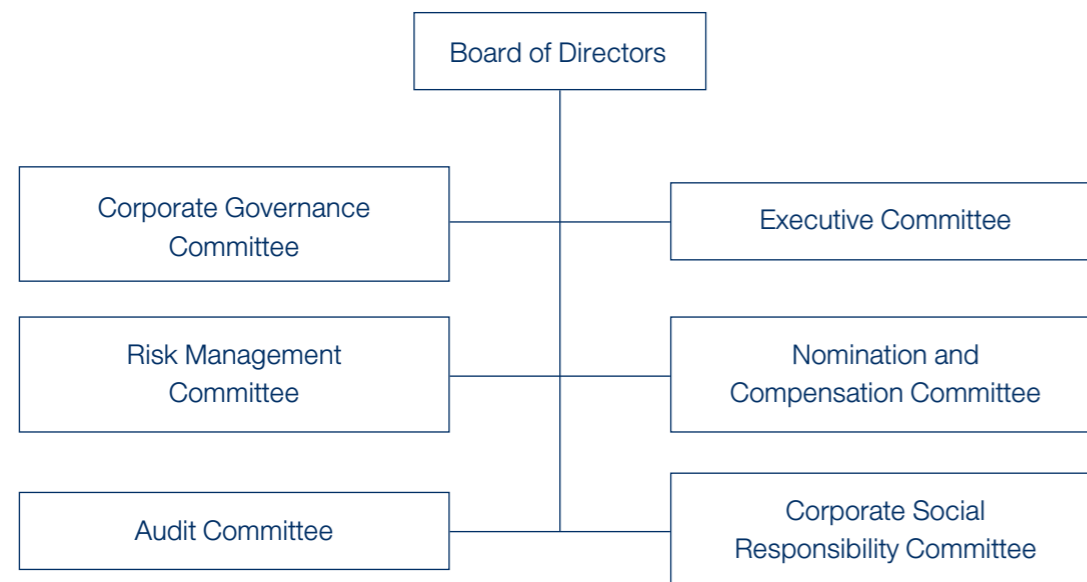 Board of Directors
Corporate Governance
Committee
Executive Committee
Risk Management
Committee
Nomination and
Compensation Committee
Audit Committee
Corporate Social
Responsibility Committee